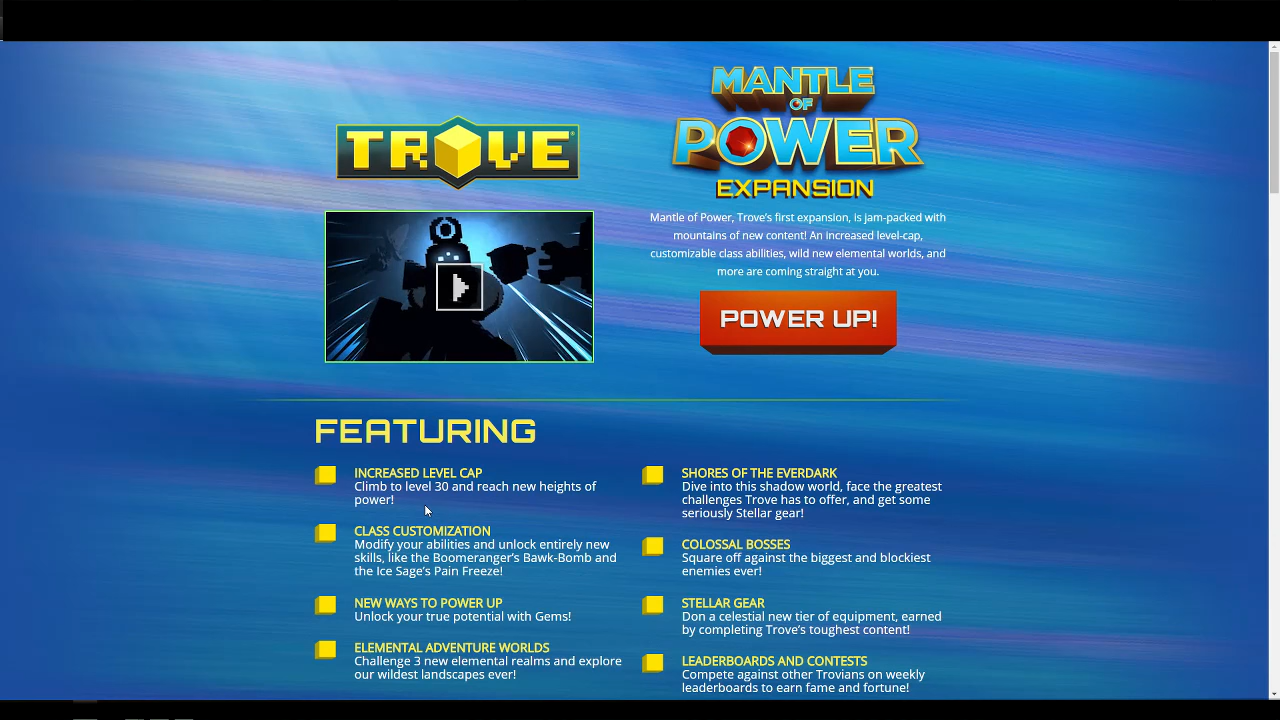 TROVE
MANTLE
OF
POWER
EXPANSION
Mantle of Power, Trove's first expansion, is jam-packed with
mountains of new content! An increased level-cap,
customizable class abilities, wild new elemental worlds, and
more are coming straight at you.
POWER UP!
FEATURING
INCREASED LEVEL CAP
Climb to level 30 and reach new heights of
power!
CLASS CUSTOMIZATION
Modify your abilities and unlock entirely new
skills, like the Boomeranger's Bawk-Bomb and
the Ice Sage's Pain Freeze!
NEW WAYS TO POWER UP
Unlock your true potential with Gems!
ELEMENTAL ADVENTURE WORLDS
Challenge 3 new elemental realms and explore
our wildest landscapes ever!
SHORES OF THE EVERDARK
Dive into this shadow world, face the greatest
challenges Trove has to offer, and get some
seriously Stellar gear!
COLOSSAL BOSSES
Square off against the biggest and blockiest
enemies ever!
STELLAR GEAR
Don a celestial new tier of equipment, earned
by completing Trove's toughest content!
LEADERBOARDS AND CONTESTS
Compete against other Trovians on weekly
leaderboards to earn fame and fortune!